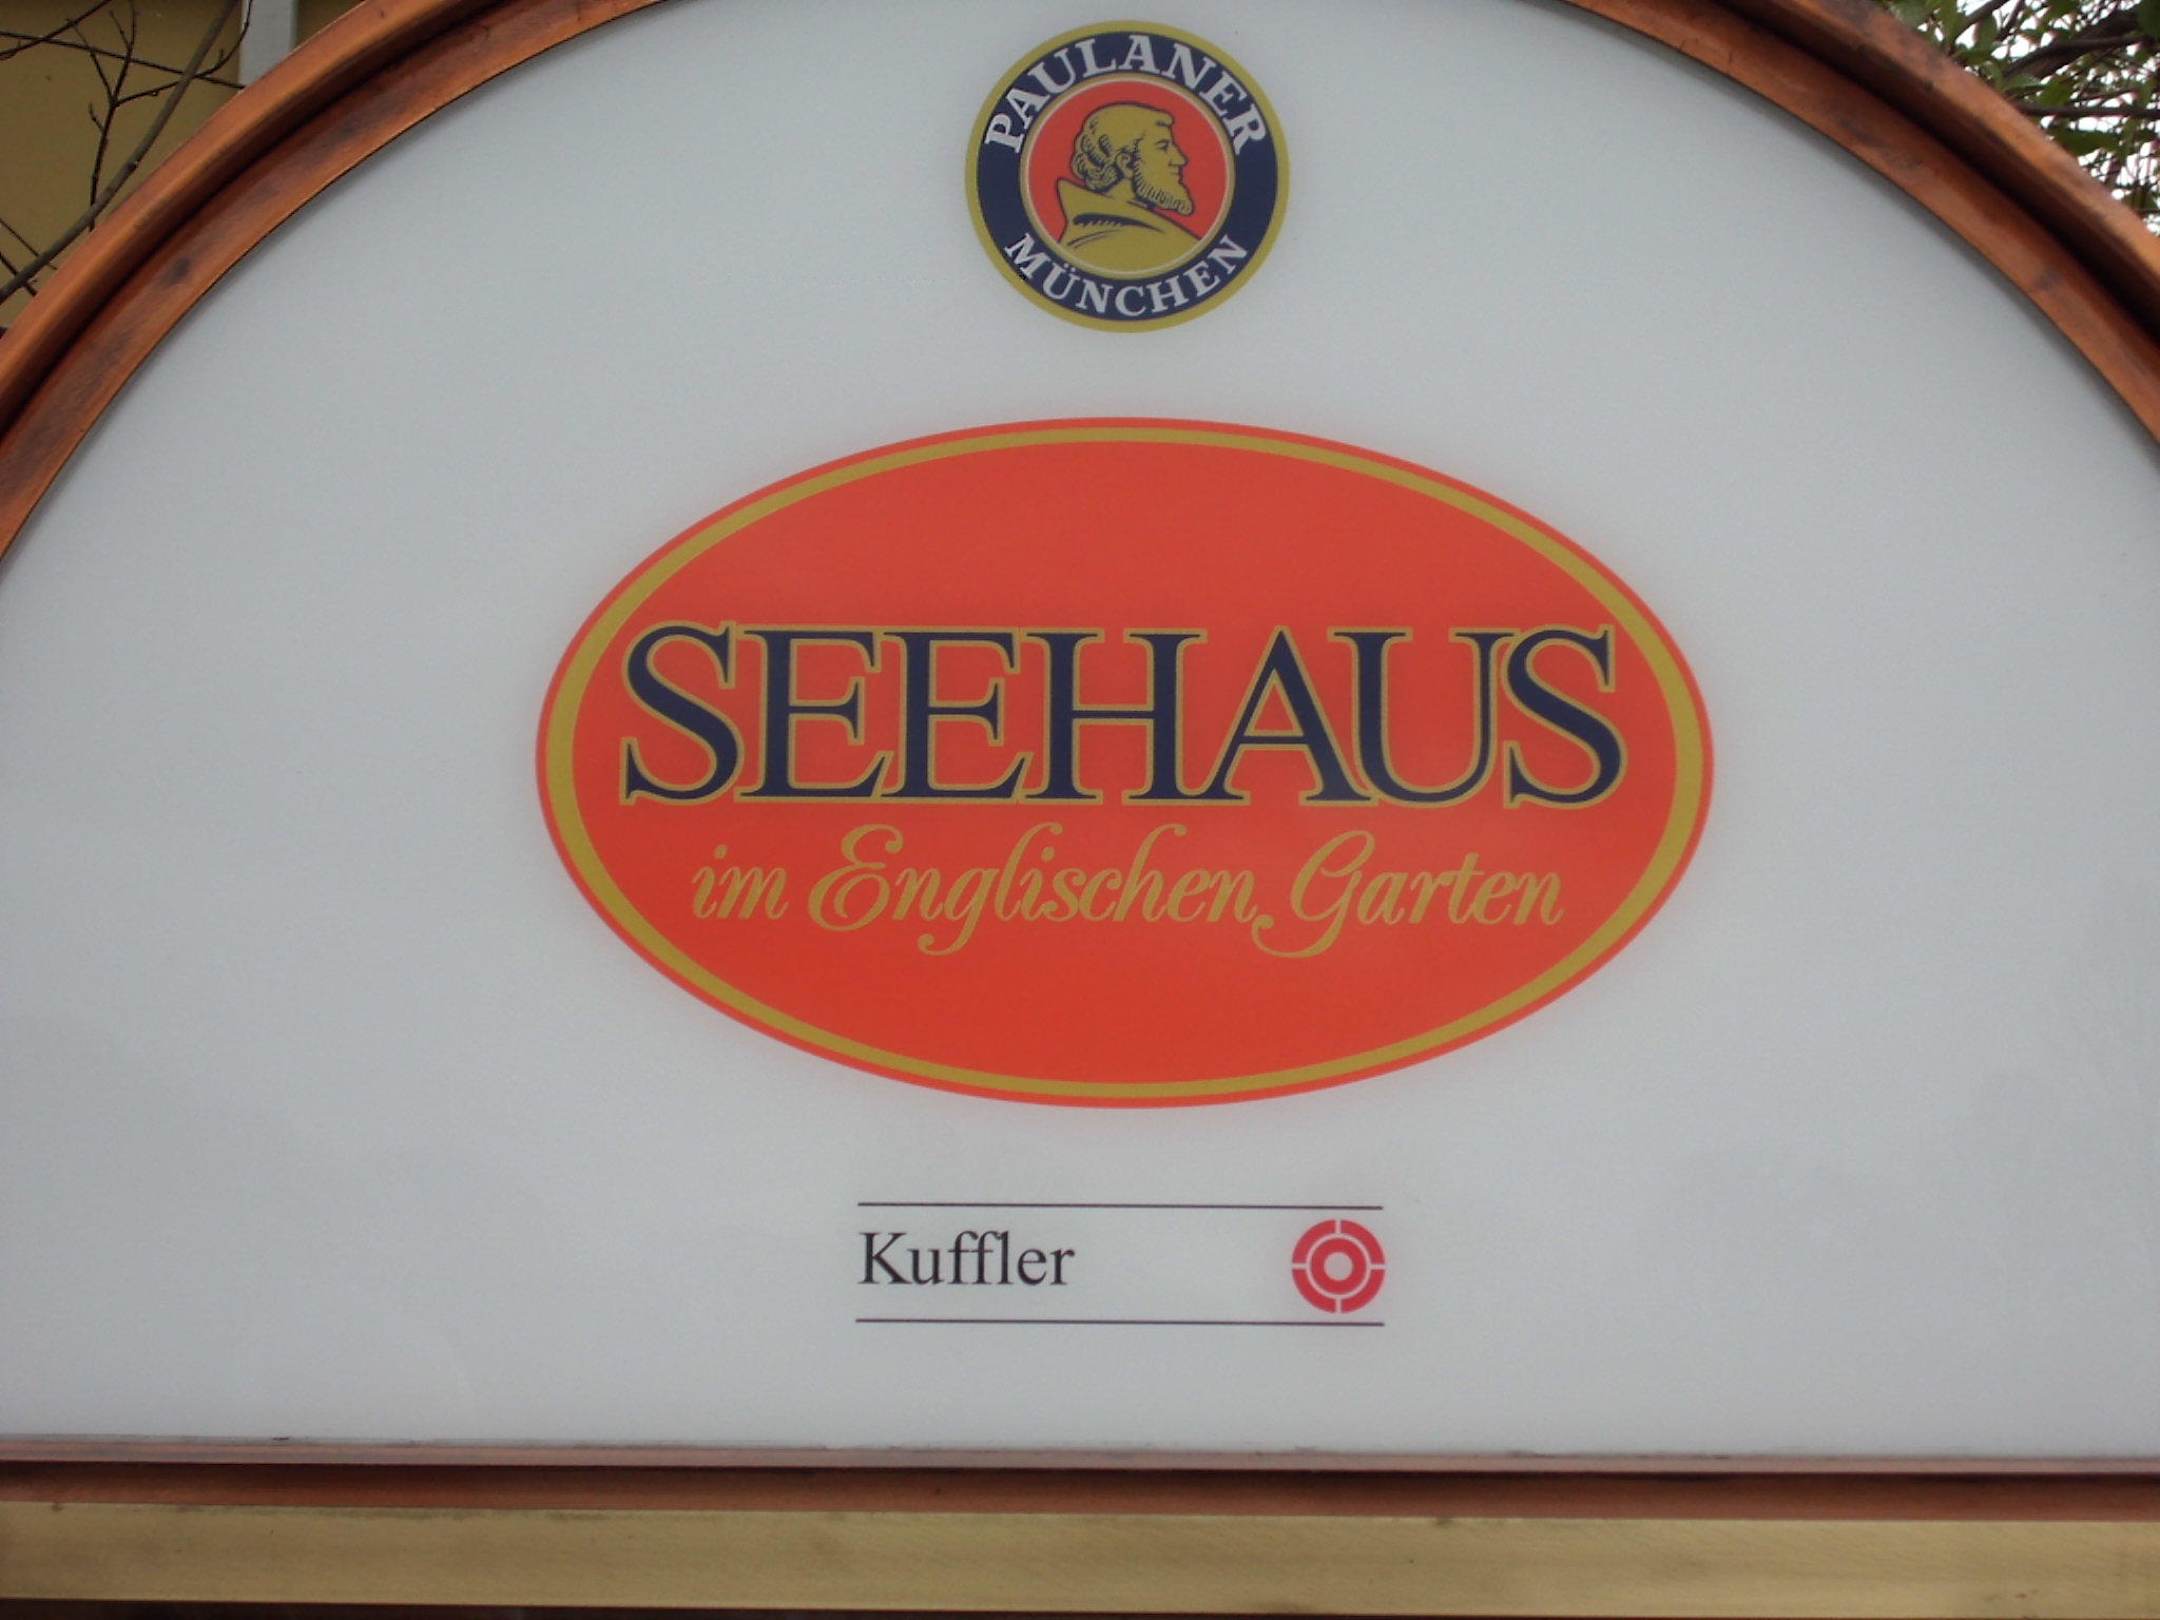 PAULANER
MÜNCHEN
SEEHAUS
im Englischen Garten
Kuffler